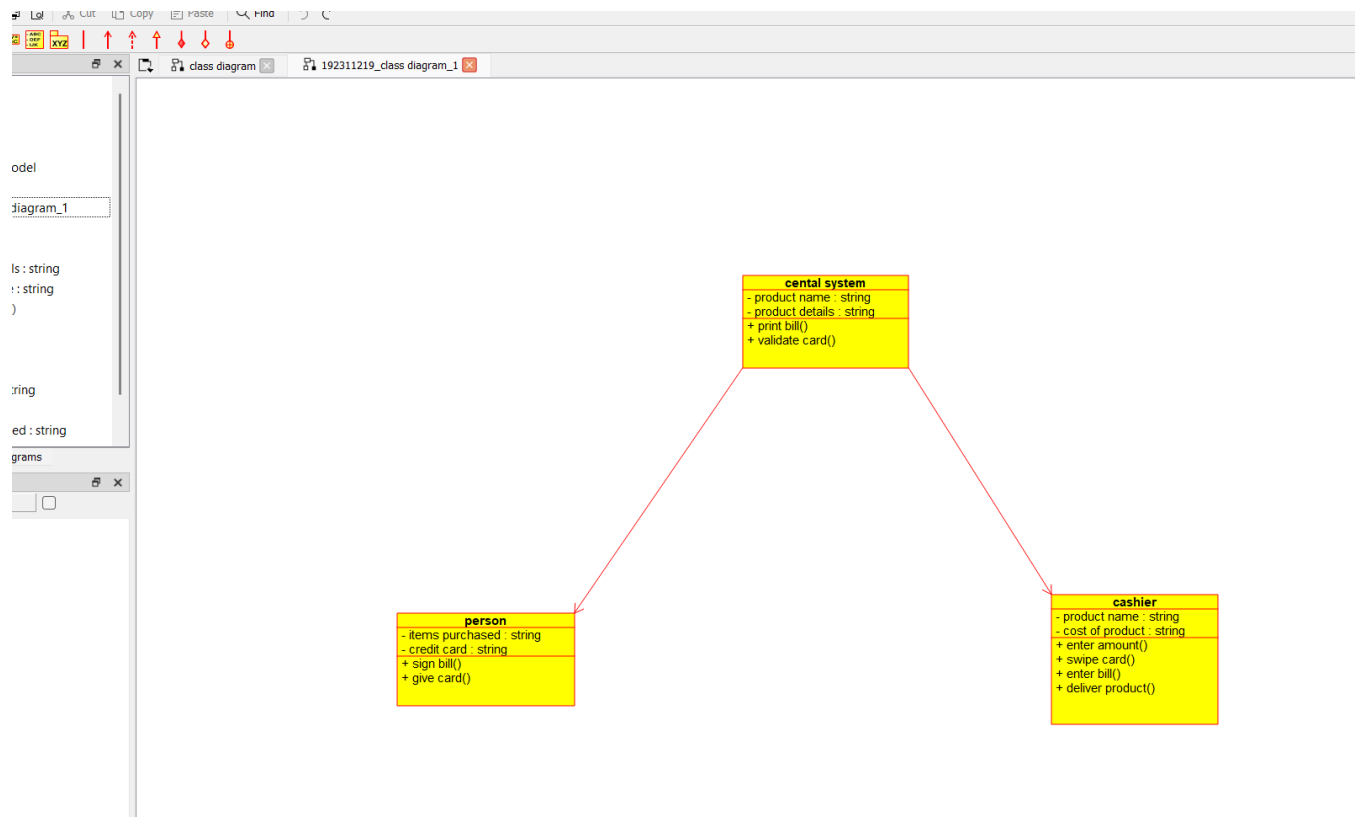 Cut Copy Paste Find
ABC
DEF
IJK
XYZ
class diagram 192311219_class diagram_1
odel
diagram_1
ls : string
: string
)
tring
ed : string
grams
cental system
- product name : string
- product details : string
+ print bill()
+ validate card()
person
- items purchased : string
- credit card : string
+ sign bill()
+ give card()
cashier
- product name : string
- cost of product : string
+ enter amount()
+ swipe card()
+ enter bill()
+ deliver product()